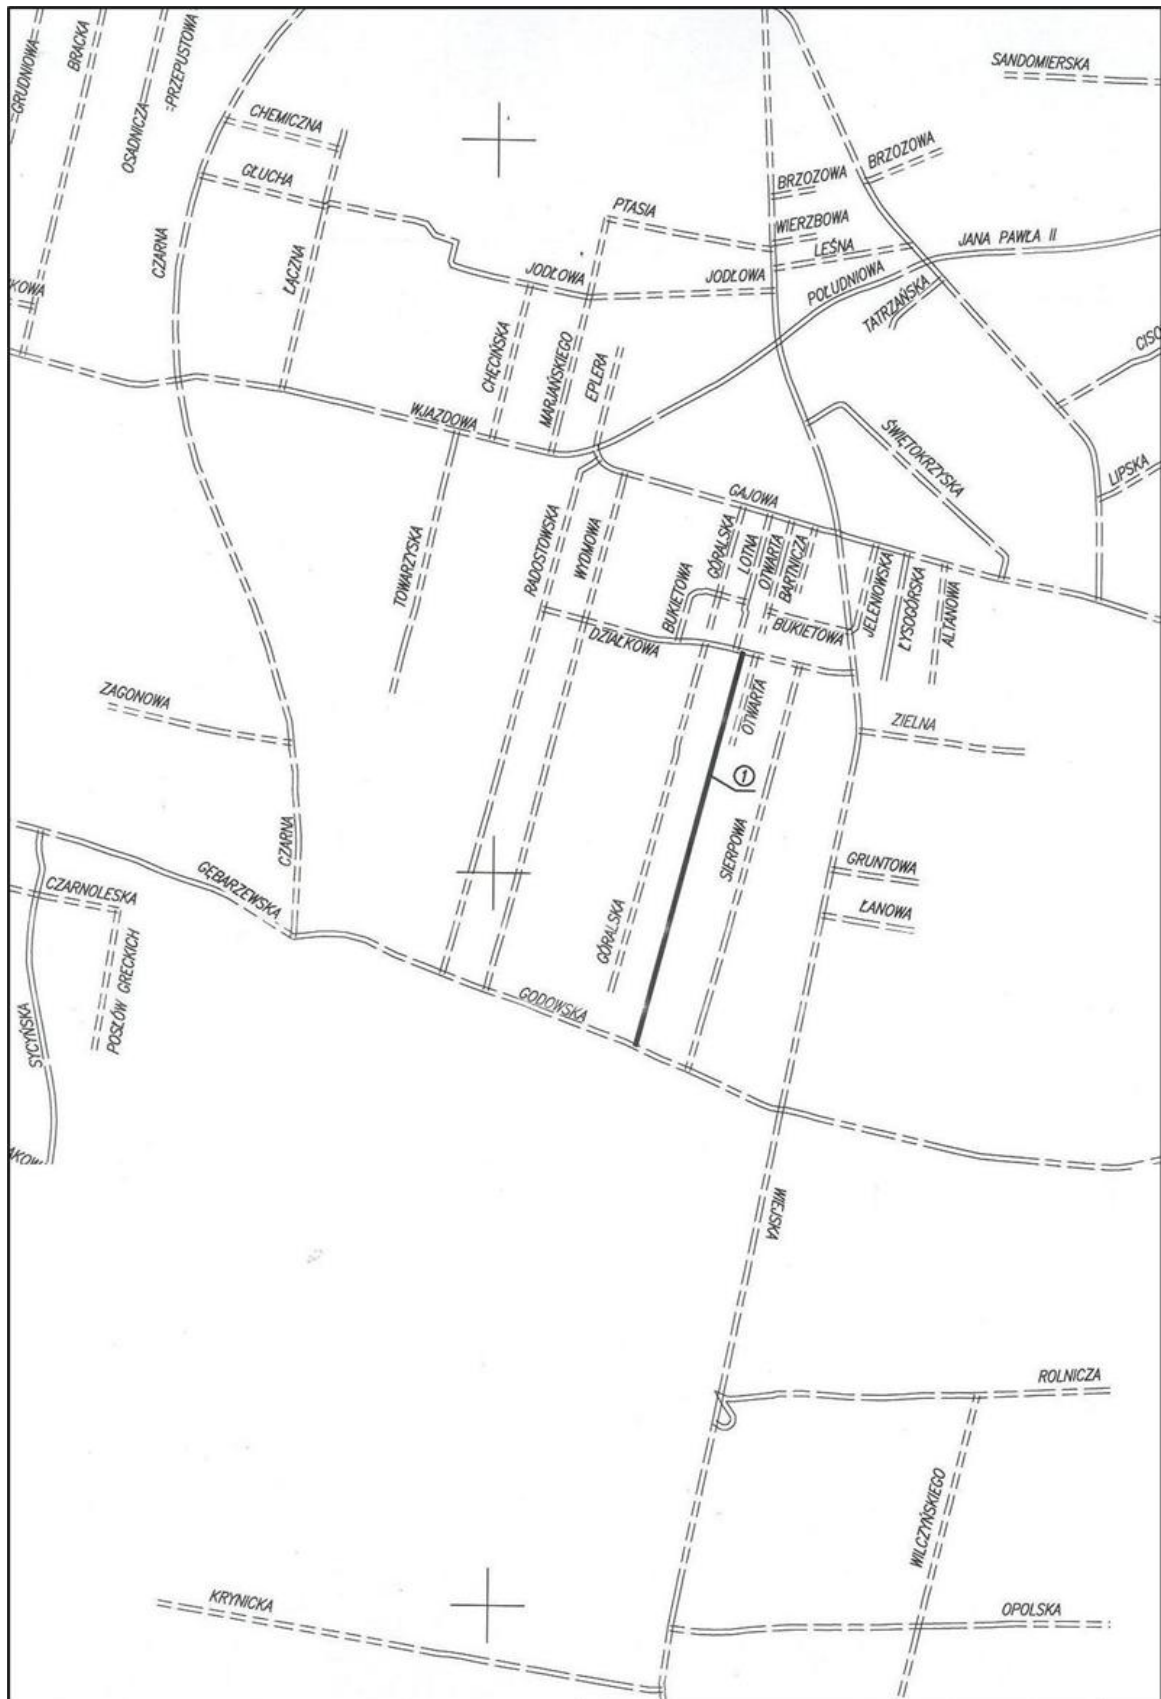 GRUDNIOWA
BRACKA
OSADNICZA
PRZEPUSTOWA
SANDOMIERSKA
CHEMICZNA
GŁUCHA
BRZOZOWA
BRZOZOWA
PTASIA
WIERZBOWA
LEŚNA
JANA PAWŁA II
CZARNA
ŁĄCZNA
JODŁOWA
JODŁOWA
POŁUDNIOWA
TATRZAŃSKA
KOWA
CHĘCIŃSKA
MARJAŃSKIEGO
EPLERA
CISO
WJAZDOWA
ŚWIĘTOKRZYSKA
LIPSKA
GAJOWA
TOWARZYSKA
RADOSTOWSKA
WYDMOWA
GÓRALSKA
LOTNA
OTWARTA
BARTNICZA
BUKIETOWA
BUKIETOWA
JELENIOWSKA
ŁYSOGÓRSKA
ALTANOWA
DZIAŁKOWA
ZAGONOWA
OTWARTA
ZIELNA
1
CZARNA
SIERPOWA
GRUNTOWA
GĘBARZEWSKA
CZARNOLESKA
ŁANOWA
GÓRALSKA
POSŁÓW GRECKICH
GODOWSKA
SYCYŃSKA
AKOW
WIEJSKA
ROLNICZA
WILCZYŃSKIEGO
KRYNICKA
OPOLSKA